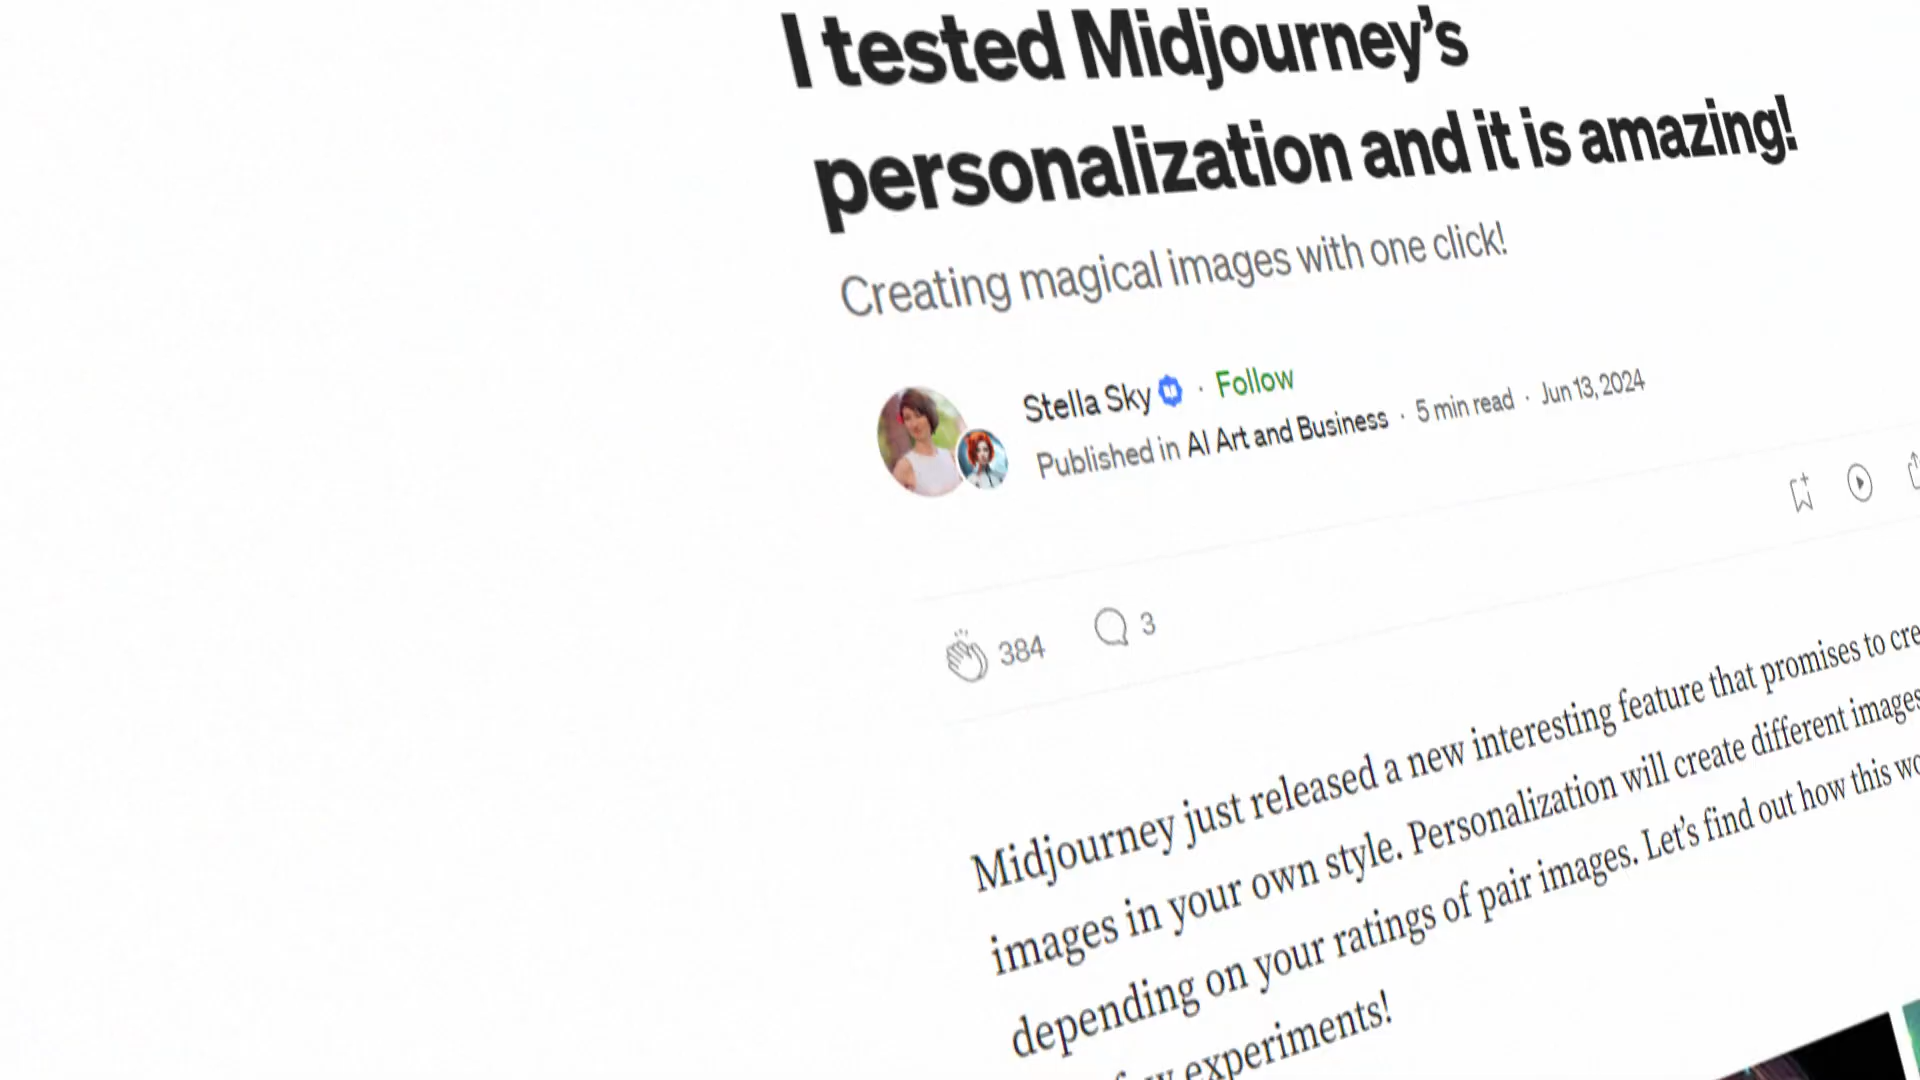 I tested Midjourney’s
personalization and it is amazing!
Creating magical images with one click!
Stella Sky · Follow
Published in AI Art and Business · 5 min read · Jun 13, 2024
384 3
Midjourney just released a new interesting feature that promises to
images in your own style. Personalization will create different images
depending on your ratings of pair images. Let’s find out how this
experiments!